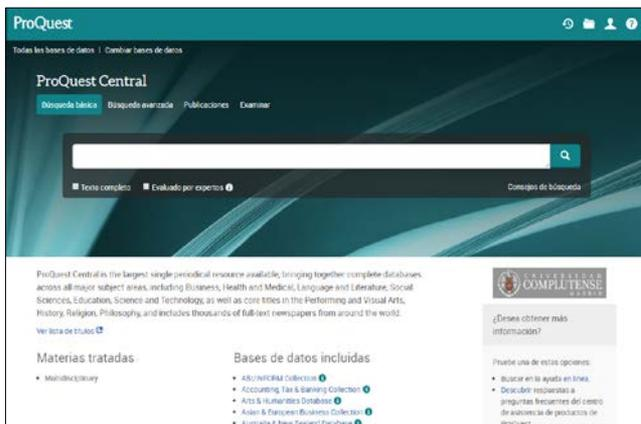 ProQuest
Todas las bases de datos | Cambiar bases de datos
ProQuest Central
Búsqueda básica Búsqueda avanzada Publicaciones Examinar
Texto completo Evaluado por expertos
Consejos de búsqueda
ProQuest Central is the largest single periodical resource available, bringing together complete databases
across all major subject areas, including Business, Health and Medical, Language and Literature, Social
Sciences, Education, Science and Technology, as well as core titles in the Performing and Visual Arts,
History, Religion, Philosophy, and includes thousands of full-text newspapers from around the world.
Ver lista de títulos
Materias tratadas
Multidisciplinary
Bases de datos incluidas
ABI/INFORM Collection
Accounting, Tax & Banking Collection
Arts & Humanities Database
Asian & European Business Collection
Australia & New Zealand Database
UNIVERSIDAD
COMPLUTENSE
MADRID
¿Desea obtener más
información?
Pruebe una de estas opciones:
Buscar en la ayuda en línea.
Descubrir respuestas a
preguntas frecuentes del centro
de asistencia de productos de
ProQuest